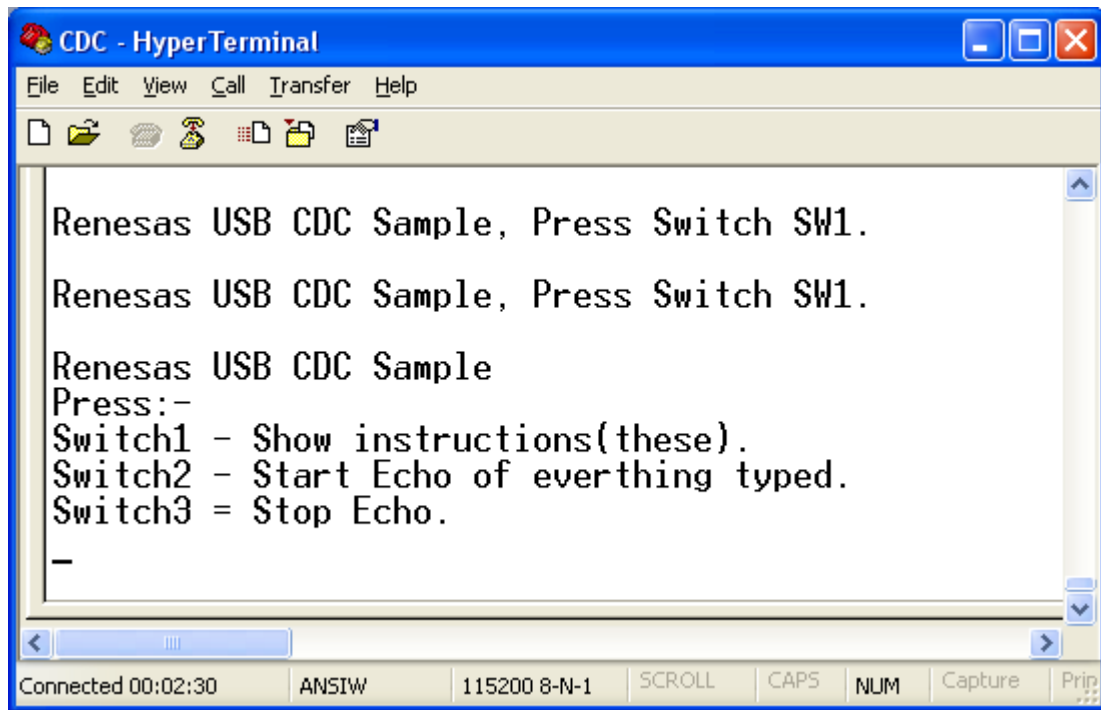 CDC - HyperTerminal
File Edit View Call Transfer Help
Renesas USB CDC Sample, Press Switch SW1.
Renesas USB CDC Sample, Press Switch SW1.
Renesas USB CDC Sample
Press:-
Switch1 - Show instructions(these).
Switch2 - Start Echo of everthing typed.
Switch3 = Stop Echo.
_
Connected 00:02:30 ANSIW 115200 8-N-1 SCROLL CAPS NUM Capture Prin